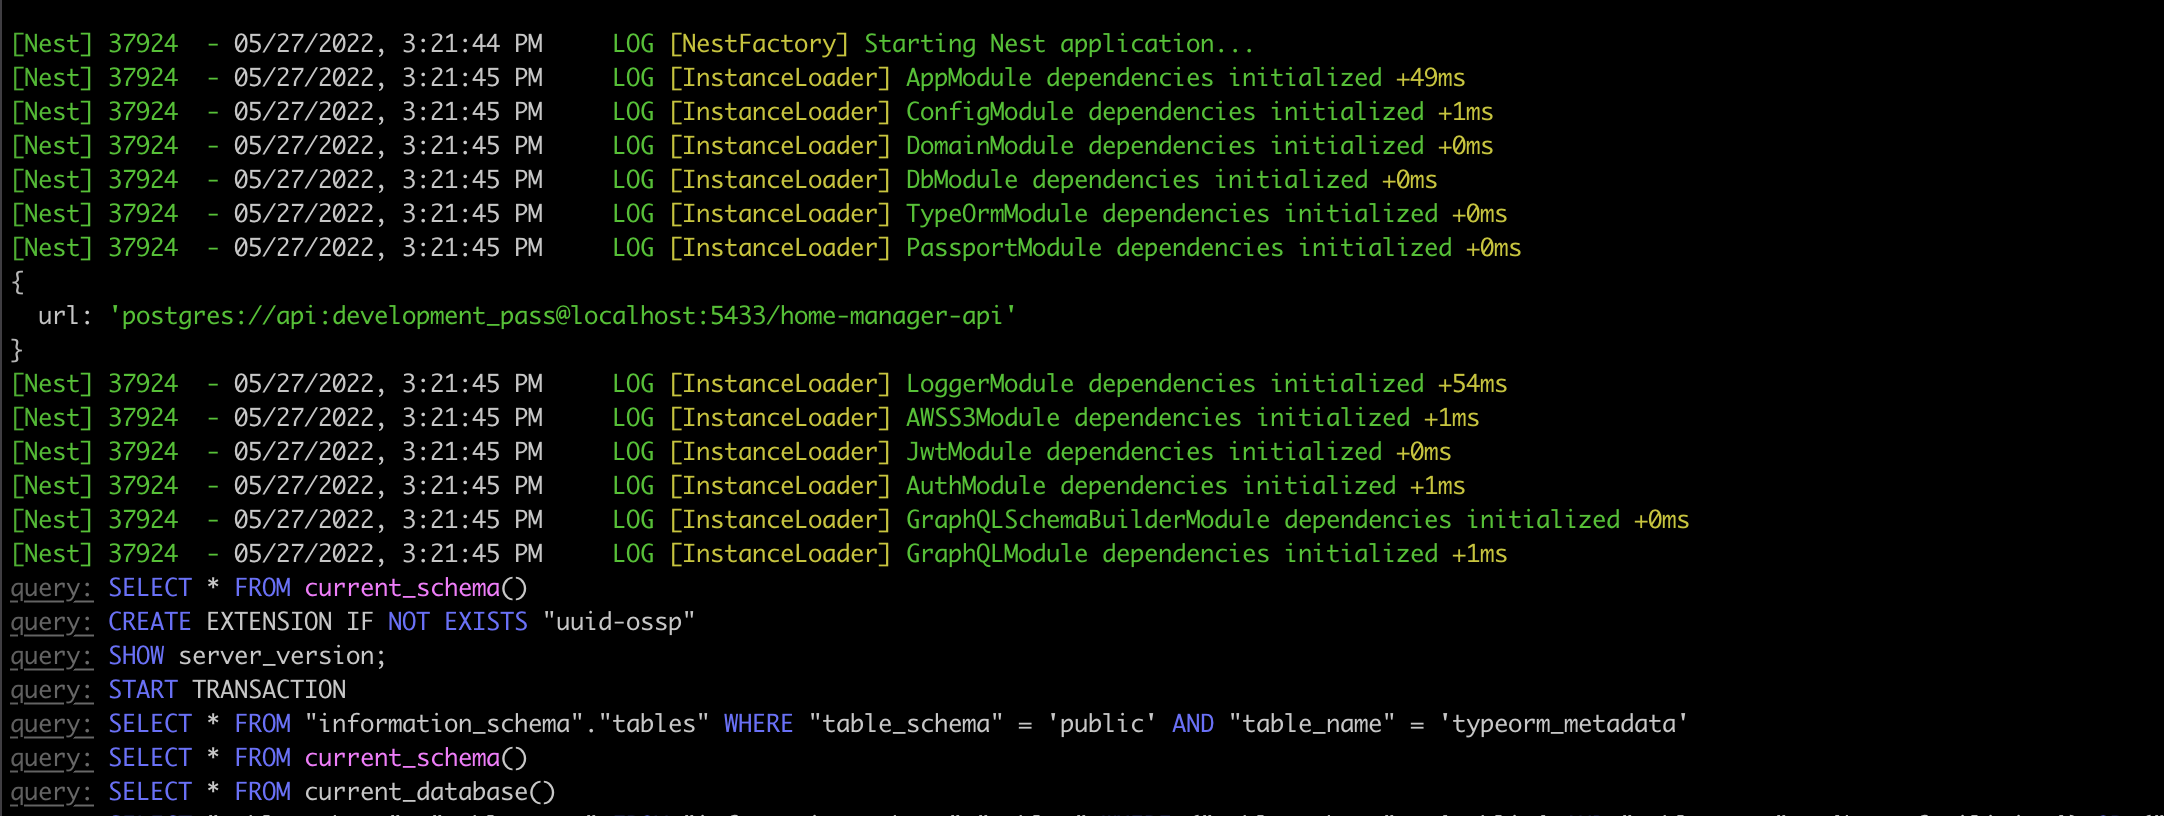 [Nest] 37924  - 05/27/2022, 3:21:44 PM     LOG [NestFactory] Starting Nest application...
[Nest] 37924  - 05/27/2022, 3:21:45 PM     LOG [InstanceLoader] AppModule dependencies initialized +49ms
[Nest] 37924  - 05/27/2022, 3:21:45 PM     LOG [InstanceLoader] ConfigModule dependencies initialized +1ms
[Nest] 37924  - 05/27/2022, 3:21:45 PM     LOG [InstanceLoader] DomainModule dependencies initialized +0ms
[Nest] 37924  - 05/27/2022, 3:21:45 PM     LOG [InstanceLoader] DbModule dependencies initialized +0ms
[Nest] 37924  - 05/27/2022, 3:21:45 PM     LOG [InstanceLoader] TypeOrmModule dependencies initialized +0ms
[Nest] 37924  - 05/27/2022, 3:21:45 PM     LOG [InstanceLoader] PassportModule dependencies initialized +0ms
{
  url: 'postgres://api:development_pass@localhost:5433/home-manager-api'
}
[Nest] 37924  - 05/27/2022, 3:21:45 PM     LOG [InstanceLoader] LoggerModule dependencies initialized +54ms
[Nest] 37924  - 05/27/2022, 3:21:45 PM     LOG [InstanceLoader] AWSS3Module dependencies initialized +1ms
[Nest] 37924  - 05/27/2022, 3:21:45 PM     LOG [InstanceLoader] JwtModule dependencies initialized +0ms
[Nest] 37924  - 05/27/2022, 3:21:45 PM     LOG [InstanceLoader] AuthModule dependencies initialized +1ms
[Nest] 37924  - 05/27/2022, 3:21:45 PM     LOG [InstanceLoader] GraphQLSchemaBuilderModule dependencies initialized +0ms
[Nest] 37924  - 05/27/2022, 3:21:45 PM     LOG [InstanceLoader] GraphQLModule dependencies initialized +1ms
query: SELECT * FROM current_schema()
query: CREATE EXTENSION IF NOT EXISTS "uuid-ossp"
query: SHOW server_version;
query: START TRANSACTION
query: SELECT * FROM "information_schema"."tables" WHERE "table_schema" = 'public' AND "table_name" = 'typeorm_metadata'
query: SELECT * FROM current_schema()
query: SELECT * FROM current_database()